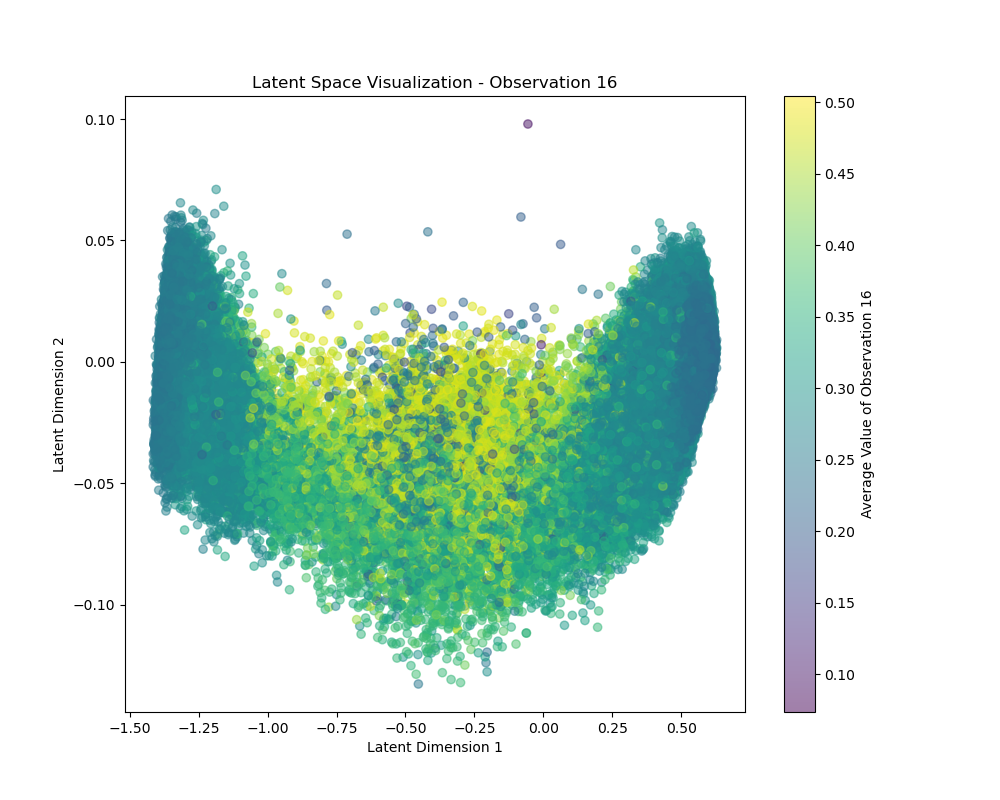 Latent Space Visualization - Observation 16
0.10
0.05
0.00
−0.05
−0.10
Latent Dimension 2
−1.50 −1.25 −1.00 −0.75 −0.50 −0.25 0.00 0.25 0.50
Latent Dimension 1
0.50
0.45
0.40
0.35
0.30
0.25
0.20
0.15
0.10
Average Value of Observation 16